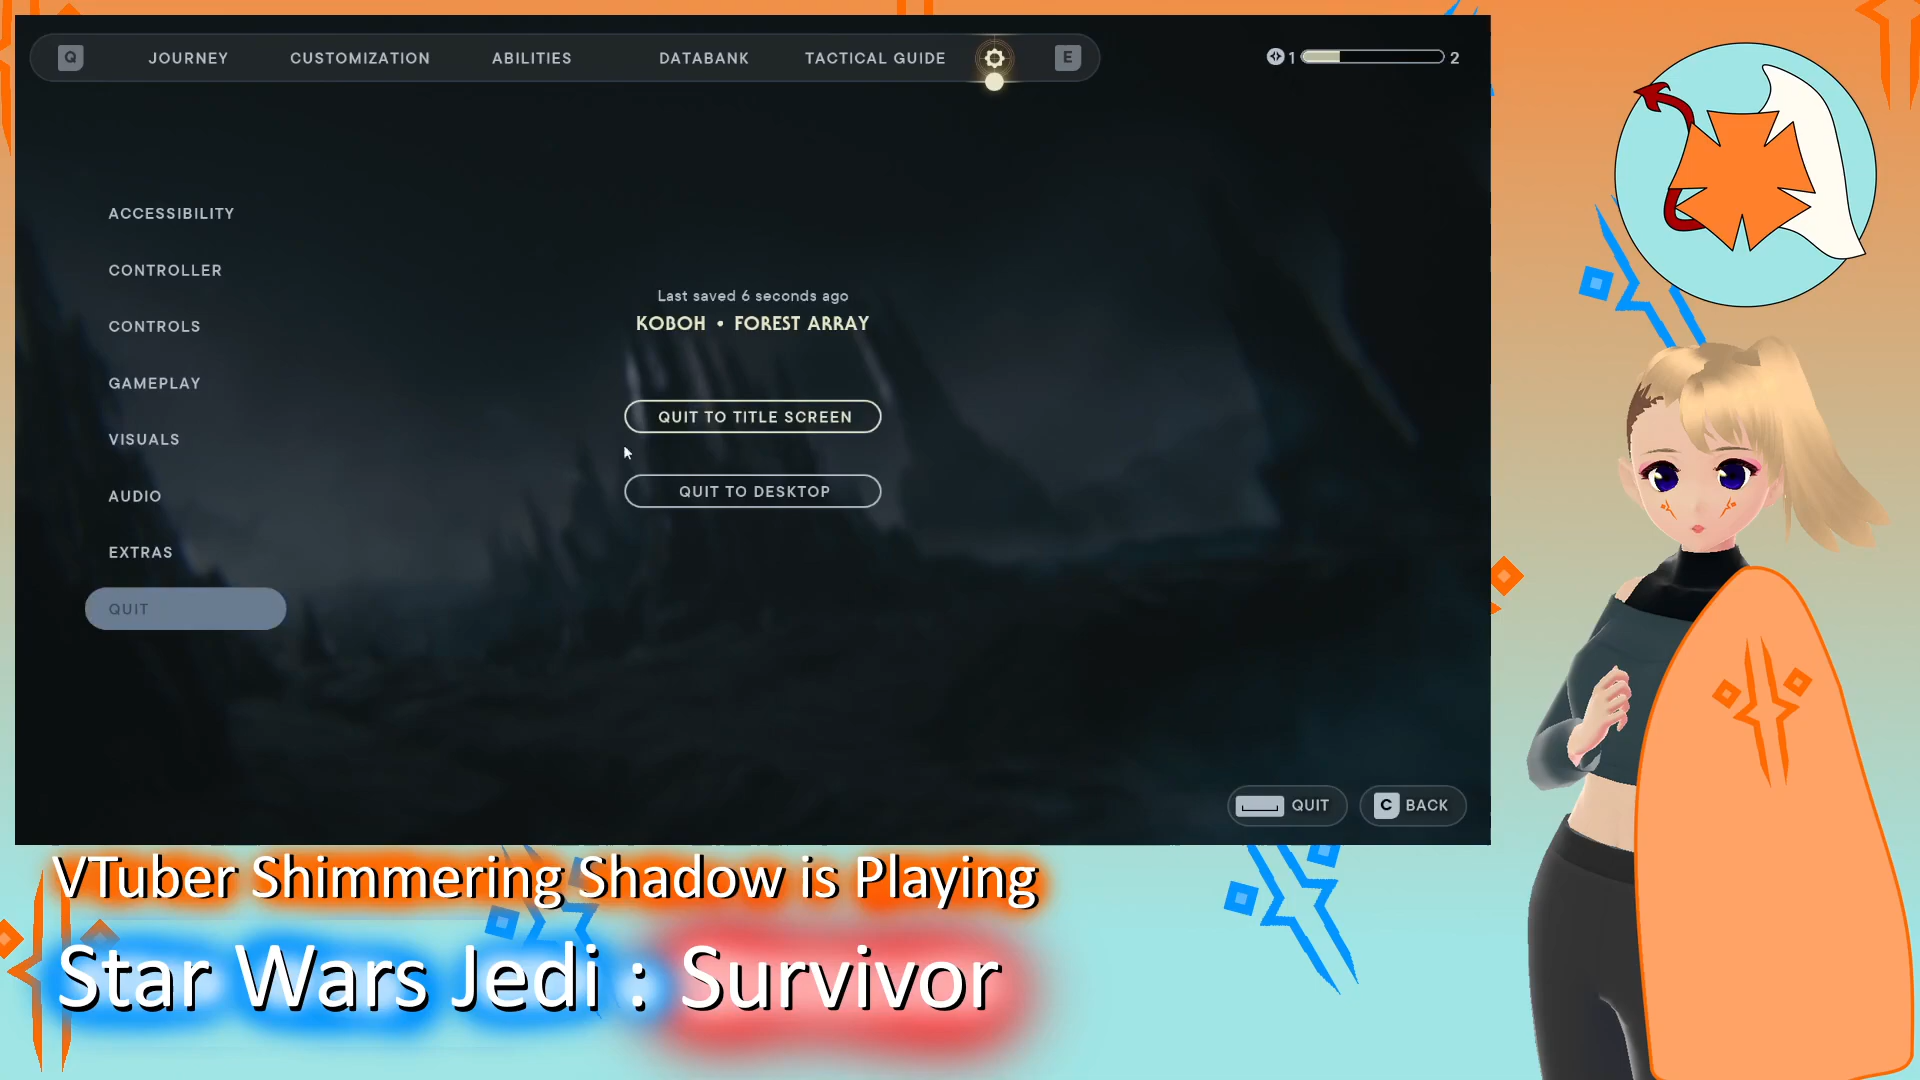 Q JOURNEY CUSTOMIZATION ABILITIES DATABANK TACTICAL GUIDE E 1 2
ACCESSIBILITY
CONTROLLER
CONTROLS
GAMEPLAY
VISUALS
AUDIO
EXTRAS
QUIT
Last saved 6 seconds ago
KOBOH • FOREST ARRAY
QUIT TO TITLE SCREEN
QUIT TO DESKTOP
QUIT C BACK
VTuber Shimmering Shadow is Playing
Star Wars Jedi : Survivor